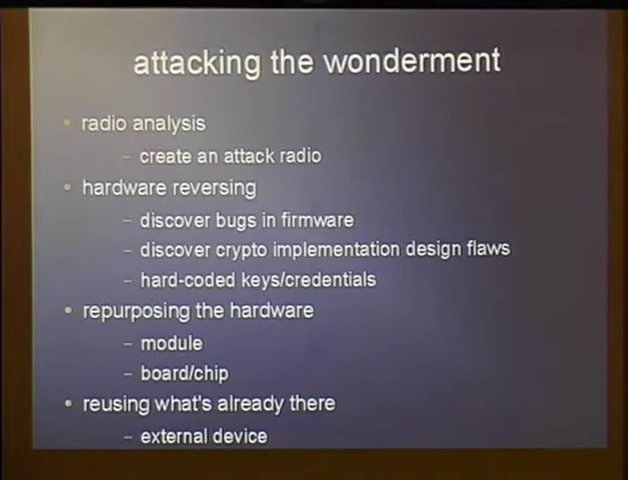 attacking the wonderment
• radio analysis
– create an attack radio
• hardware reversing
– discover bugs in firmware
– discover crypto implementation design flaws
– hard-coded keys/credentials
• repurposing the hardware
– module
– board/chip
• reusing what's already there
– external device